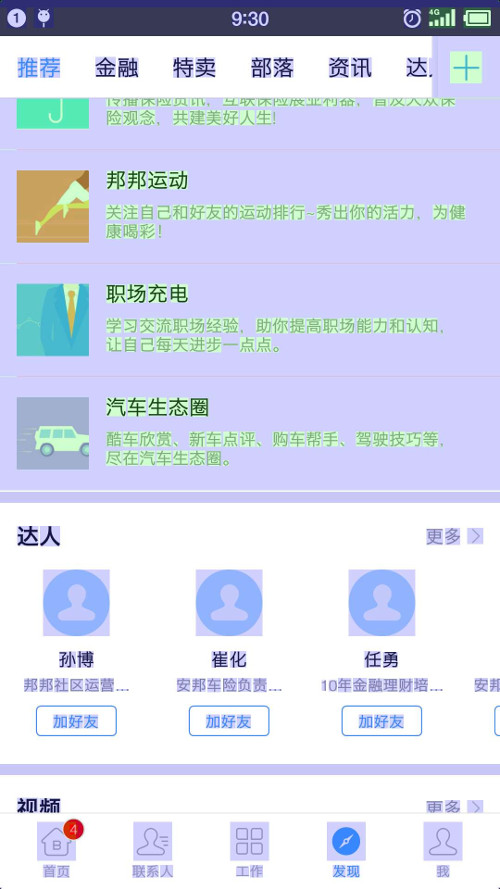 1 9:30 4G
推荐 金融 特卖 部落 资讯 达人
传播保险资讯，互联保险展业利器，普及大众保
险观念，共建美好人生！
邦邦运动
关注自己和好友的运动排行~秀出你的活力，为健
康喝彩！
职场充电
学习交流职场经验，助你提高职场能力和认知，
让自己每天进步一点点。
汽车生态圈
酷车欣赏、新车点评、购车帮手、驾驶技巧等，
尽在汽车生态圈。
达人 更多
孙博 崔化 任勇
邦邦社区运营... 安邦车险负责... 10年金融理财培... 安邦
加好友 加好友 加好友
视频 更多
4
首页 联系人 工作 发现 我